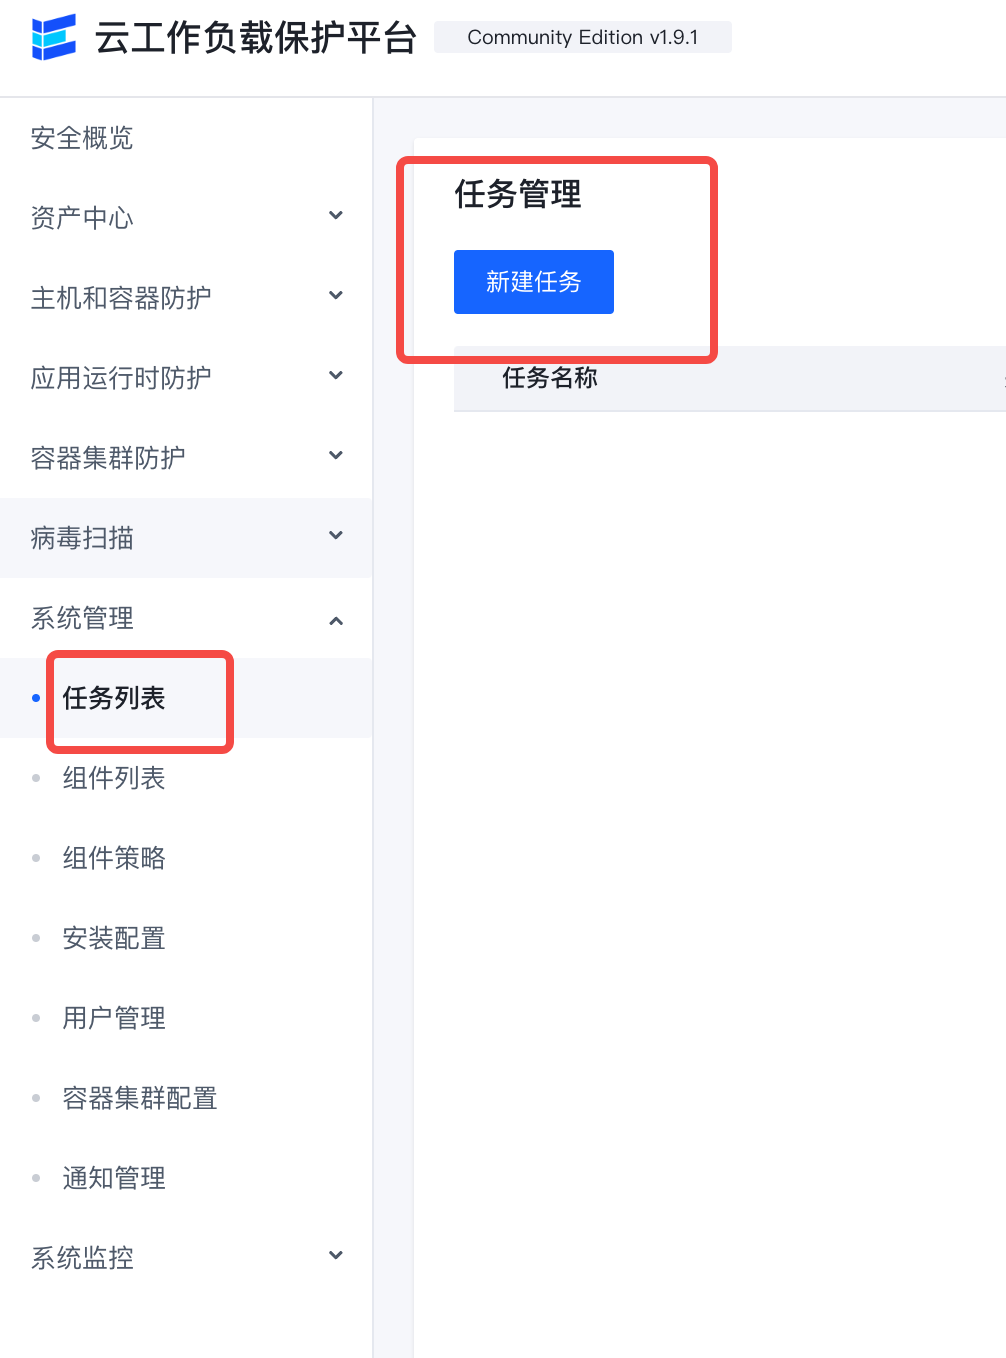 云工作负载保护平台
Community Edition v1.9.1
安全概览
资产中心
主机和容器防护
应用运行时防护
容器集群防护
病毒扫描
系统管理
任务列表
组件列表
组件策略
安装配置
用户管理
容器集群配置
通知管理
系统监控
任务管理
新建任务
任务名称